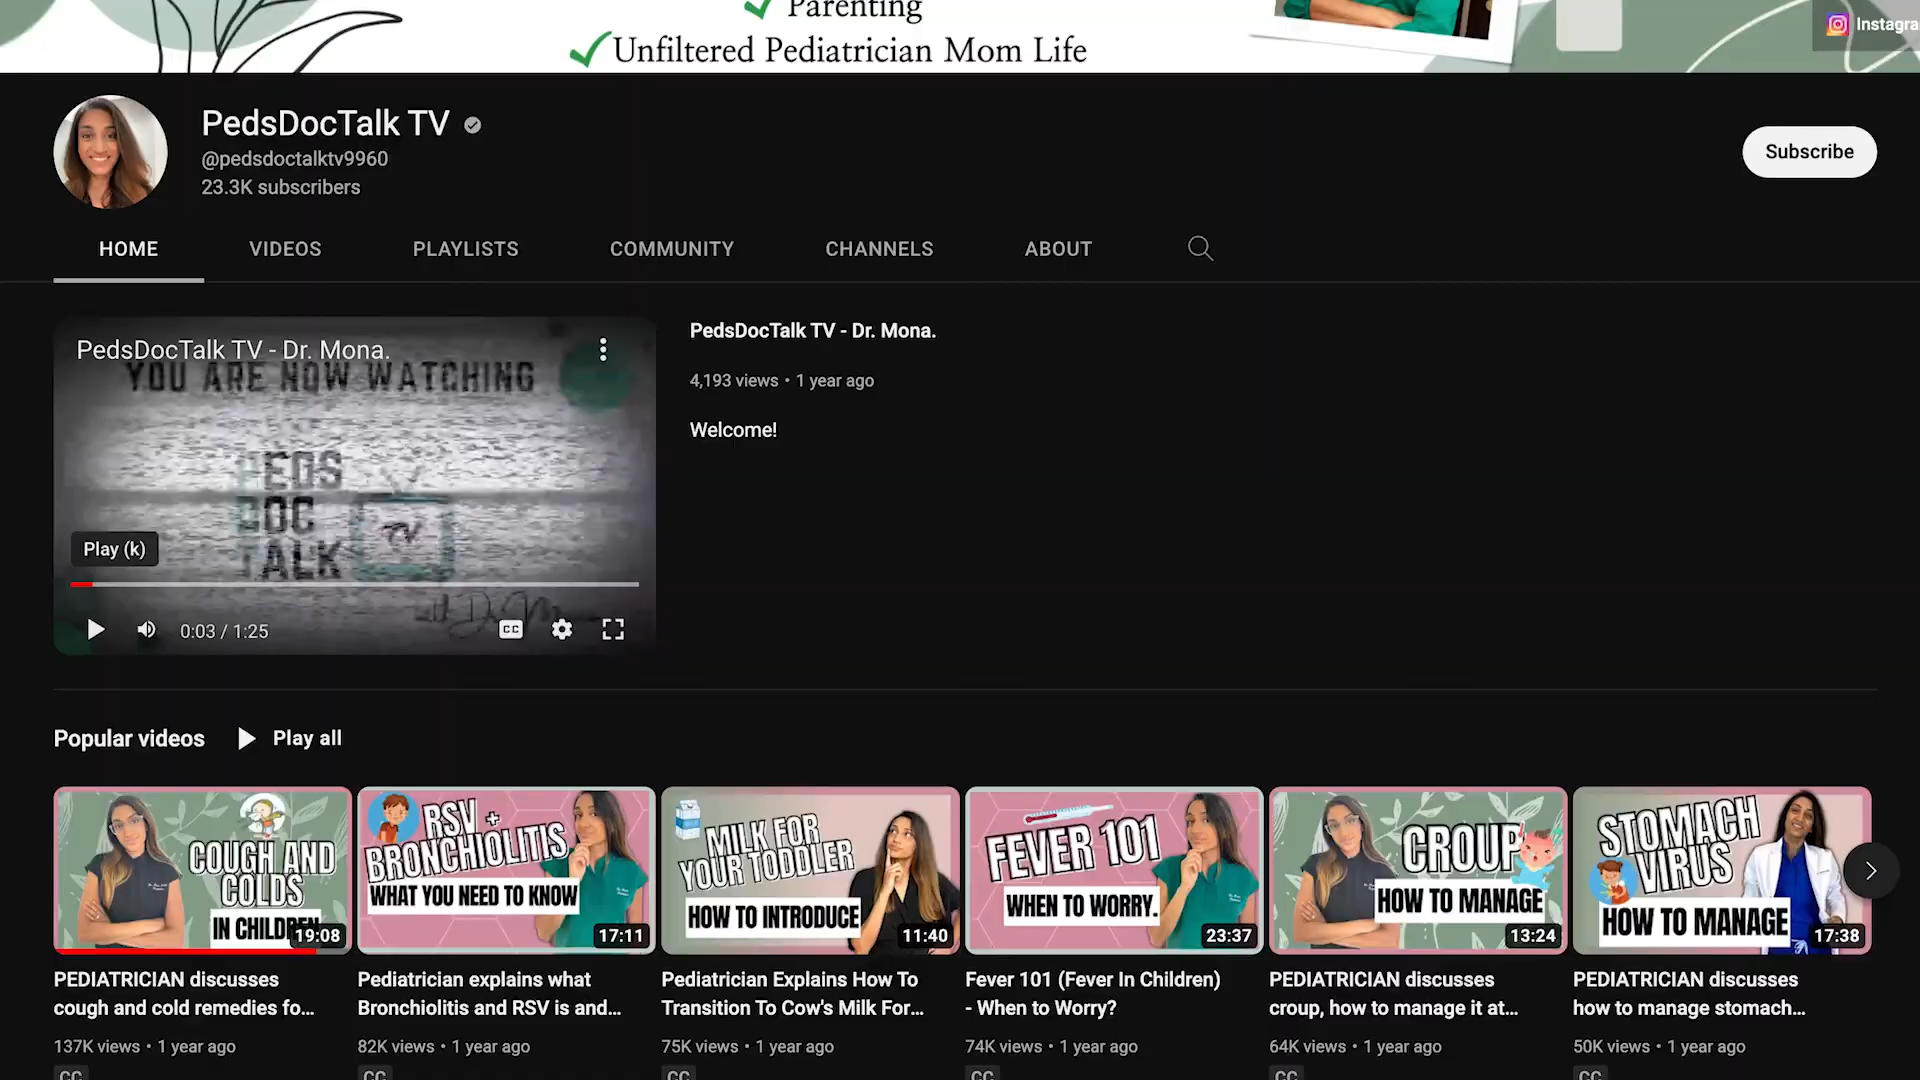 Parenting
Unfiltered Pediatrician Mom Life
Instagra
PedsDocTalk TV
@pedsdoctalktv9960
23.3K subscribers
Subscribe
HOME
VIDEOS
PLAYLISTS
COMMUNITY
CHANNELS
ABOUT
PedsDocTalk TV - Dr. Mona.
YOU ARE NOW WATCHING
PEDS
DOC
TALK
TV
Play (k)
0:03 / 1:25
CC
PedsDocTalk TV - Dr. Mona.
4,193 views • 1 year ago
Welcome!
Popular videos
Play all
COUGH AND
COLDS
IN CHILDREN
19:08
PEDIATRICIAN discusses
cough and cold remedies fo...
137K views • 1 year ago
CC
RSV +
BRONCHIOLITIS
WHAT YOU NEED TO KNOW
17:11
Pediatrician explains what
Bronchiolitis and RSV is and...
82K views • 1 year ago
CC
MILK FOR
YOUR TODDLER
HOW TO INTRODUCE
11:40
Pediatrician Explains How To
Transition To Cow's Milk For...
75K views • 1 year ago
CC
FEVER 101
WHEN TO WORRY.
23:37
Fever 101 (Fever In Children)
- When to Worry?
74K views • 1 year ago
CC
CROUP
HOW TO MANAGE
13:24
PEDIATRICIAN discusses
croup, how to manage it at...
64K views • 1 year ago
CC
STOMACH
VIRUS
HOW TO MANAGE
17:38
PEDIATRICIAN discusses
how to manage stomach...
50K views • 1 year ago
CC